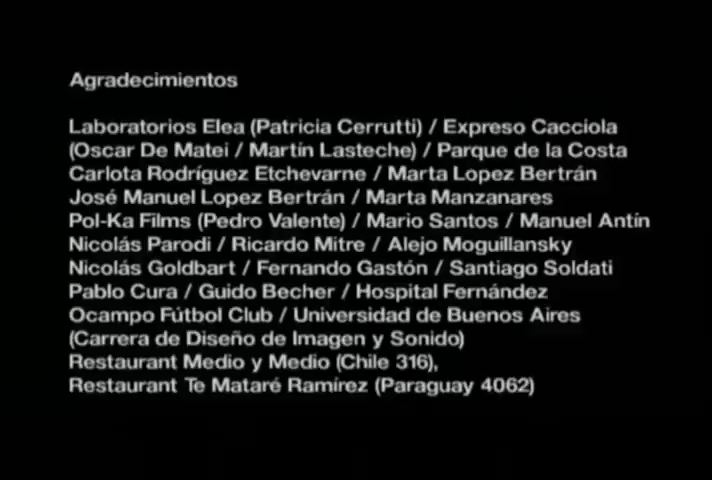 Agradecimientos
Laboratorios Elea (Patricia Cerrutti) / Expreso Cacciola
(Oscar De Matei / Martín Lasteche) / Parque de la Costa
Carlota Rodríguez Etchevarne / Marta Lopez Bertrán
José Manuel Lopez Bertrán / Marta Manzanares
Pol-Ka Films (Pedro Valente) / Mario Santos / Manuel Antín
Nicolás Parodi / Ricardo Mitre / Alejo Moguillansky
Nicolás Goldbart / Fernando Gastón / Santiago Soldati
Pablo Cura / Guido Becher / Hospital Fernández
Ocampo Fútbol Club / Universidad de Buenos Aires
(Carrera de Diseño de Imagen y Sonido)
Restaurant Medio y Medio (Chile 316),
Restaurant Te Mataré Ramírez (Paraguay 4062)